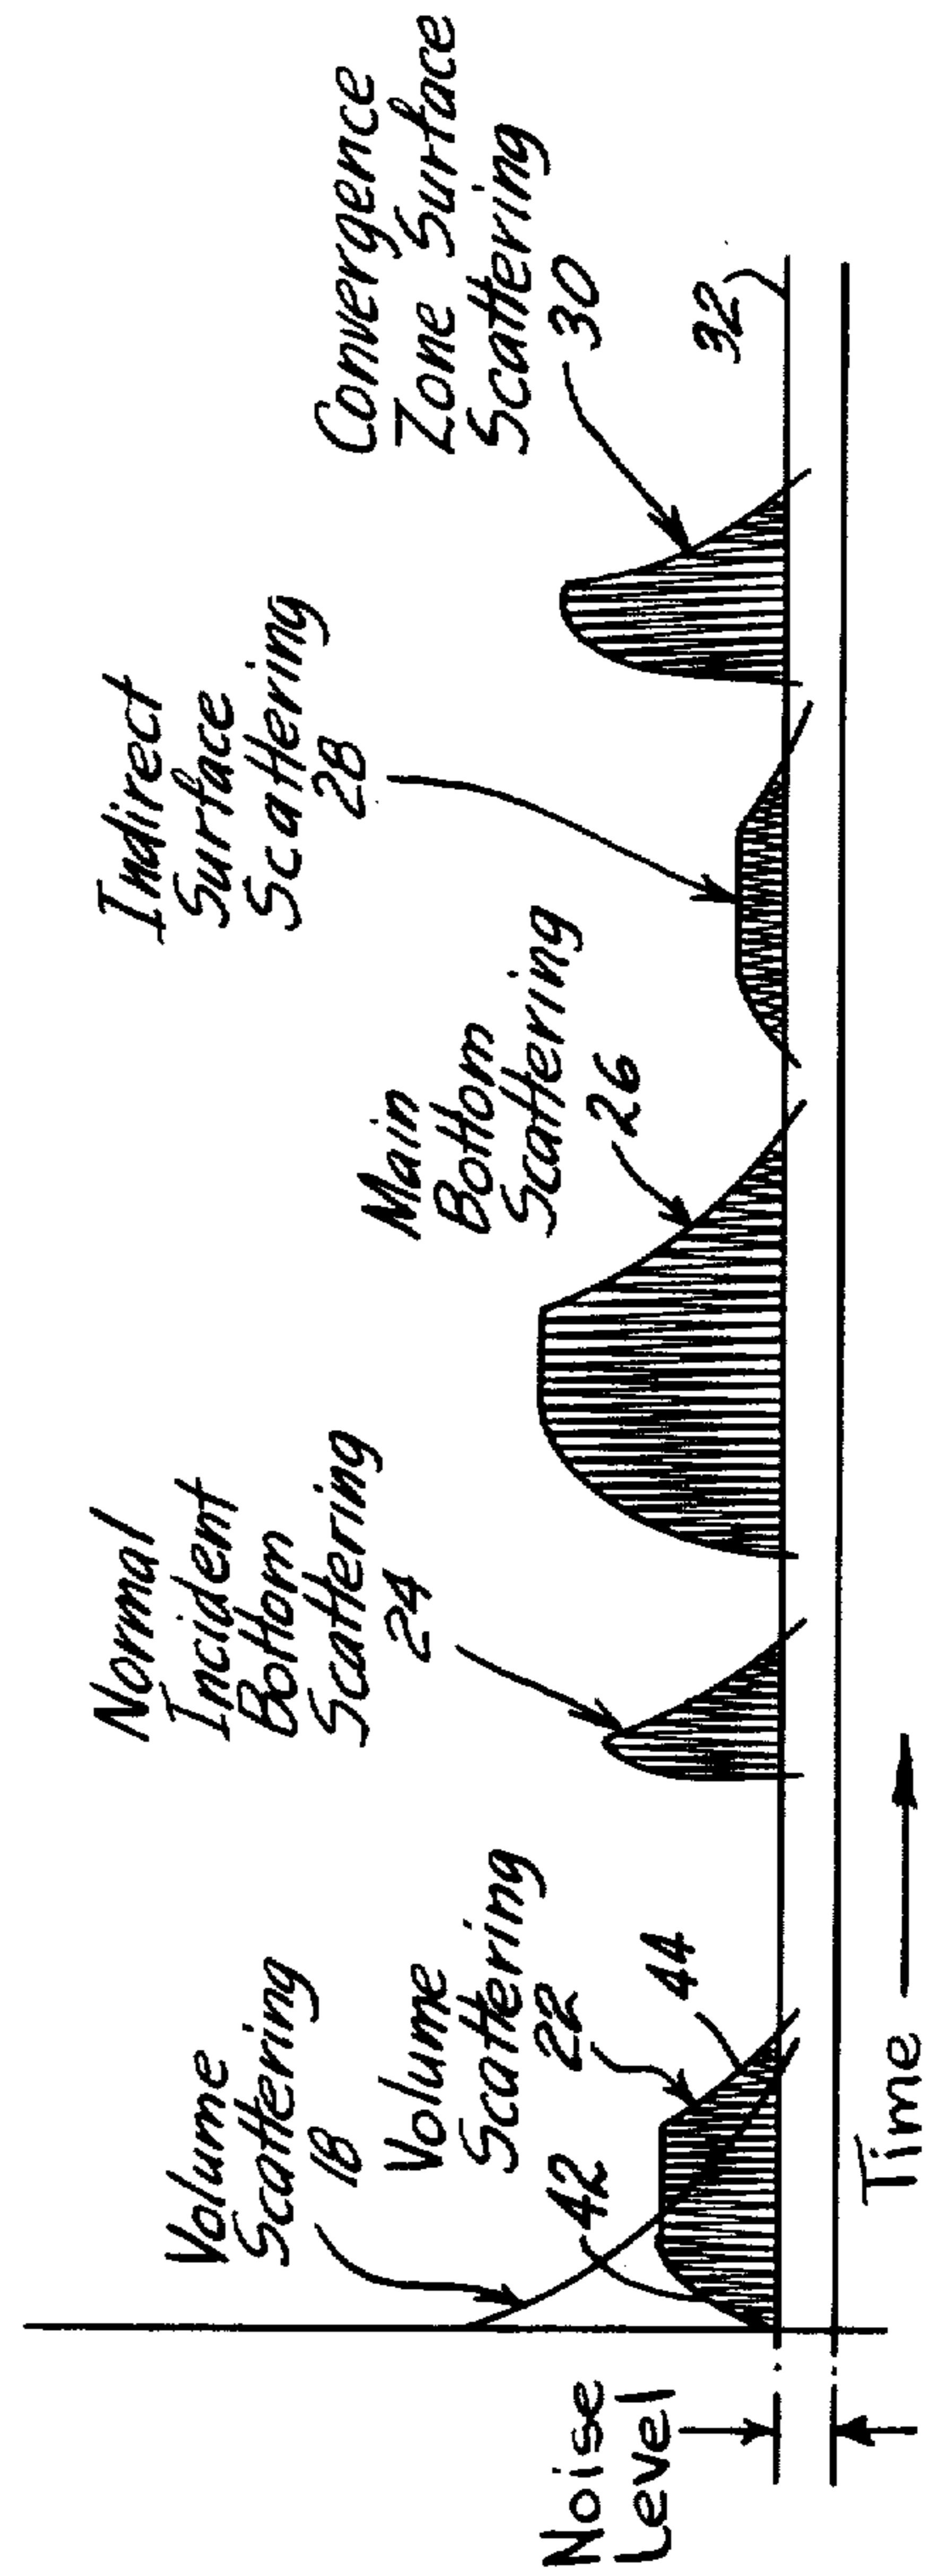 Volume
Scattering
18
Volume
Scattering
22
42
44
Normal
Incident
Bottom
Scattering
24
Main
Bottom
Scattering
26
Indirect
Surface
Scattering
28
Convergence
Zone Surface
Scattering
30
32
Noise
Level
Time